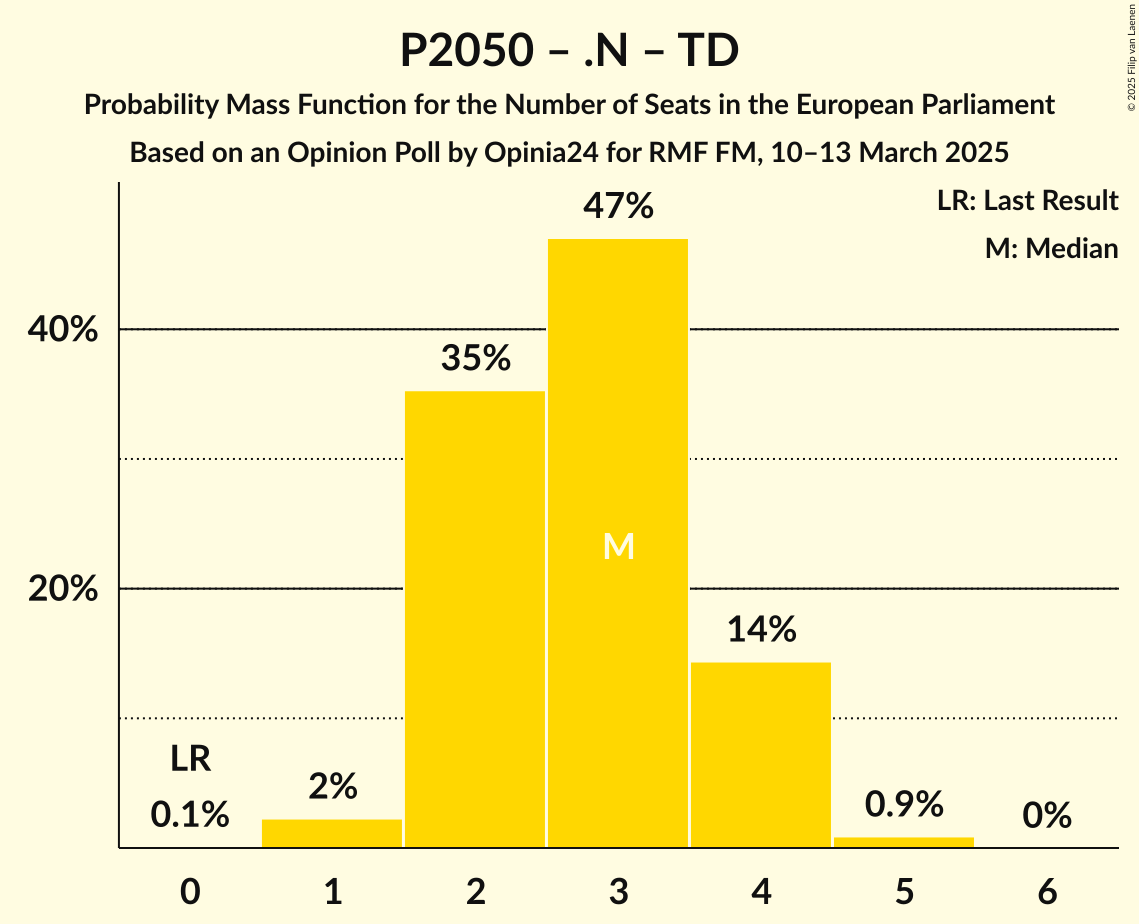 P2050 – .N – TD
Probability Mass Function for the Number of Seats in the European Parliament
Based on an Opinion Poll by Opinia24 for RMF FM, 10–13 March 2025
© 2025 Filip van Laenen
LR: Last Result
M: Median
47%
40%
35%
M
20%
14%
LR
2%
0.1%
0.9%
0%
0 1 2 3 4 5 6